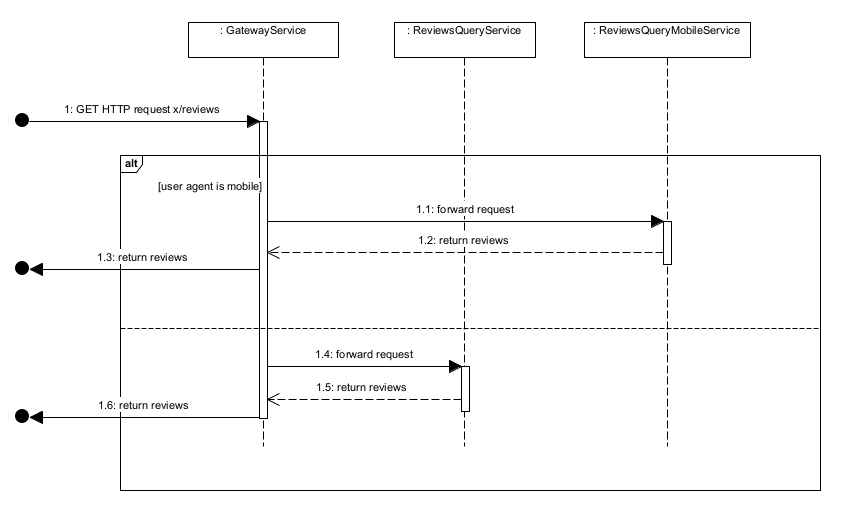 : GatewayService
: ReviewsQueryService
: ReviewsQueryMobileService
1: GET HTTP request x/reviews
alt
[user agent is mobile]
1.1: forward request
1.2: return reviews
1.3: return reviews
1.4: forward request
1.5: return reviews
1.6: return reviews